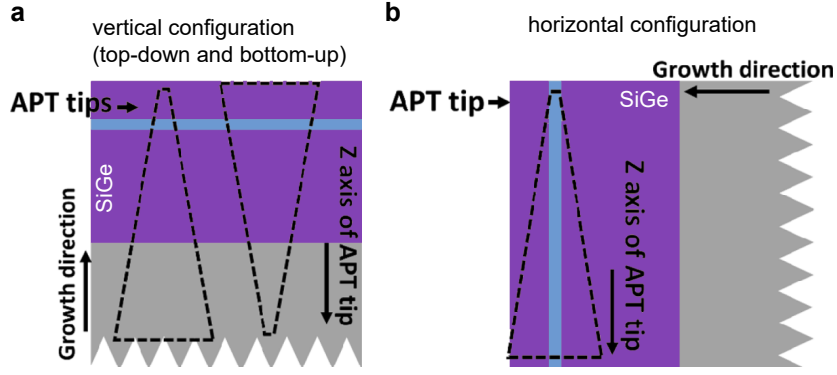 a
vertical configuration
(top-down and bottom-up)
APT tips
SiGe
Growth direction
Z axis of APT tip
b
horizontal configuration
Growth direction
APT tip
SiGe
Z axis of APT tip